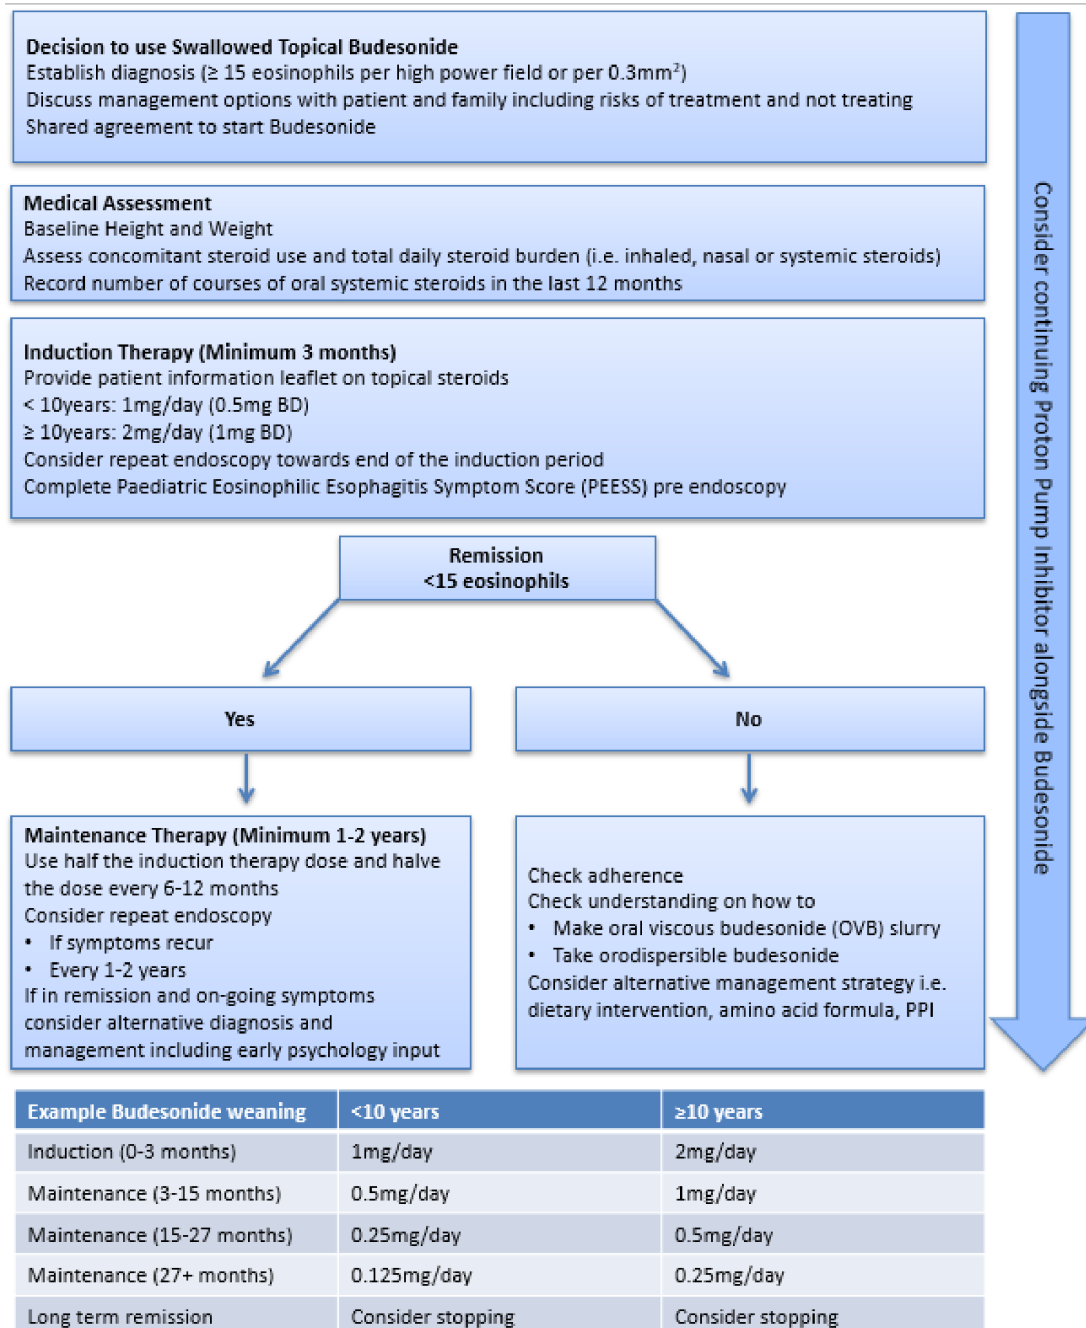 Decision to use Swallowed Topical Budesonide
Establish diagnosis (≥ 15 eosinophils per high power field or per 0.3mm²)
Discuss management options with patient and family including risks of treatment and not treating
Shared agreement to start Budesonide
Medical Assessment
Baseline Height and Weight
Assess concomitant steroid use and total daily steroid burden (i.e. inhaled, nasal or systemic steroids)
Record number of courses of oral systemic steroids in the last 12 months
Induction Therapy (Minimum 3 months)
Provide patient information leaflet on topical steroids
< 10years: 1mg/day (0.5mg BD)
≥ 10years: 2mg/day (1mg BD)
Consider repeat endoscopy towards end of the induction period
Complete Paediatric Eosinophilic Esophagitis Symptom Score (PEESS) pre endoscopy
Remission
<15 eosinophils
Yes
No
Maintenance Therapy (Minimum 1-2 years)
Use half the induction therapy dose and halve
the dose every 6-12 months
Consider repeat endoscopy
• If symptoms recur
• Every 1-2 years
If in remission and on-going symptoms
consider alternative diagnosis and
management including early psychology input
Check adherence
Check understanding on how to
• Make oral viscous budesonide (OVB) slurry
• Take orodispersible budesonide
Consider alternative management strategy i.e.
dietary intervention, amino acid formula, PPI
Consider continuing Proton Pump Inhibitor alongside Budesonide
Example Budesonide weaning <10 years ≥10 years
Induction (0-3 months) 1mg/day 2mg/day
Maintenance (3-15 months) 0.5mg/day 1mg/day
Maintenance (15-27 months) 0.25mg/day 0.5mg/day
Maintenance (27+ months) 0.125mg/day 0.25mg/day
Long term remission Consider stopping Consider stopping